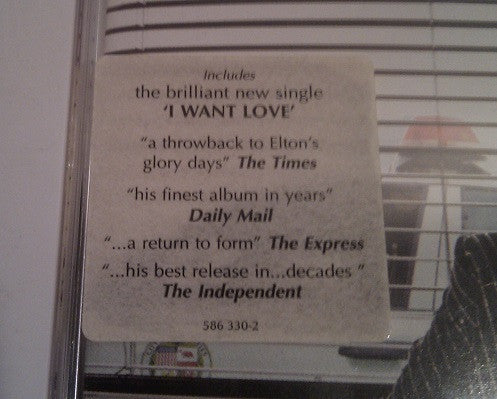 Includes
the brilliant new single
'I WANT LOVE'
"a throwback to Elton's
glory days" The Times
"his finest album in years"
Daily Mail
"...a return to form" The Express
"...his best release in...decades "
The Independent
586 330-2